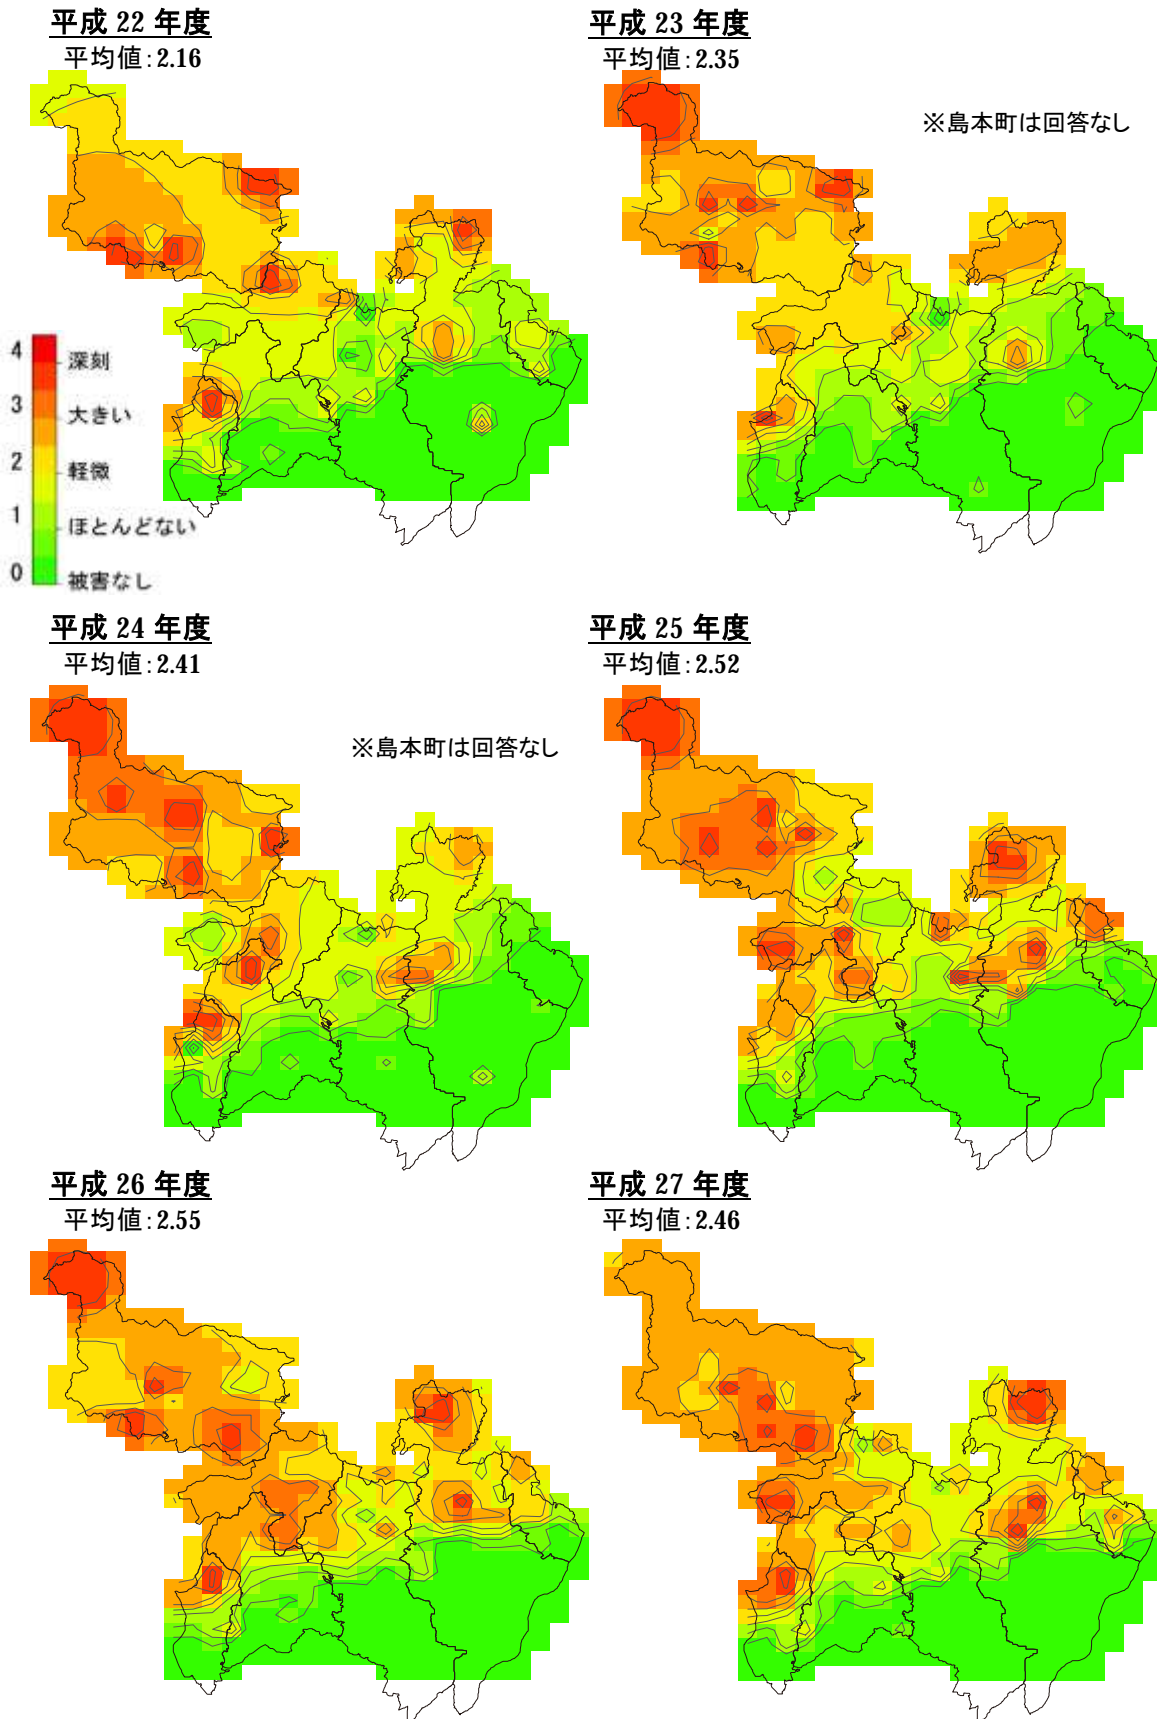 平成 22 年度
平均値：2.16
平成 23 年度
平均値：2.35
※島本町は回答なし
4
深刻
3
大きい
2
軽微
1
ほとんどない
0
被害なし
平成 24 年度
平均値：2.41
※島本町は回答なし
平成 25 年度
平均値：2.52
平成 26 年度
平均値：2.55
平成 27 年度
平均値：2.46